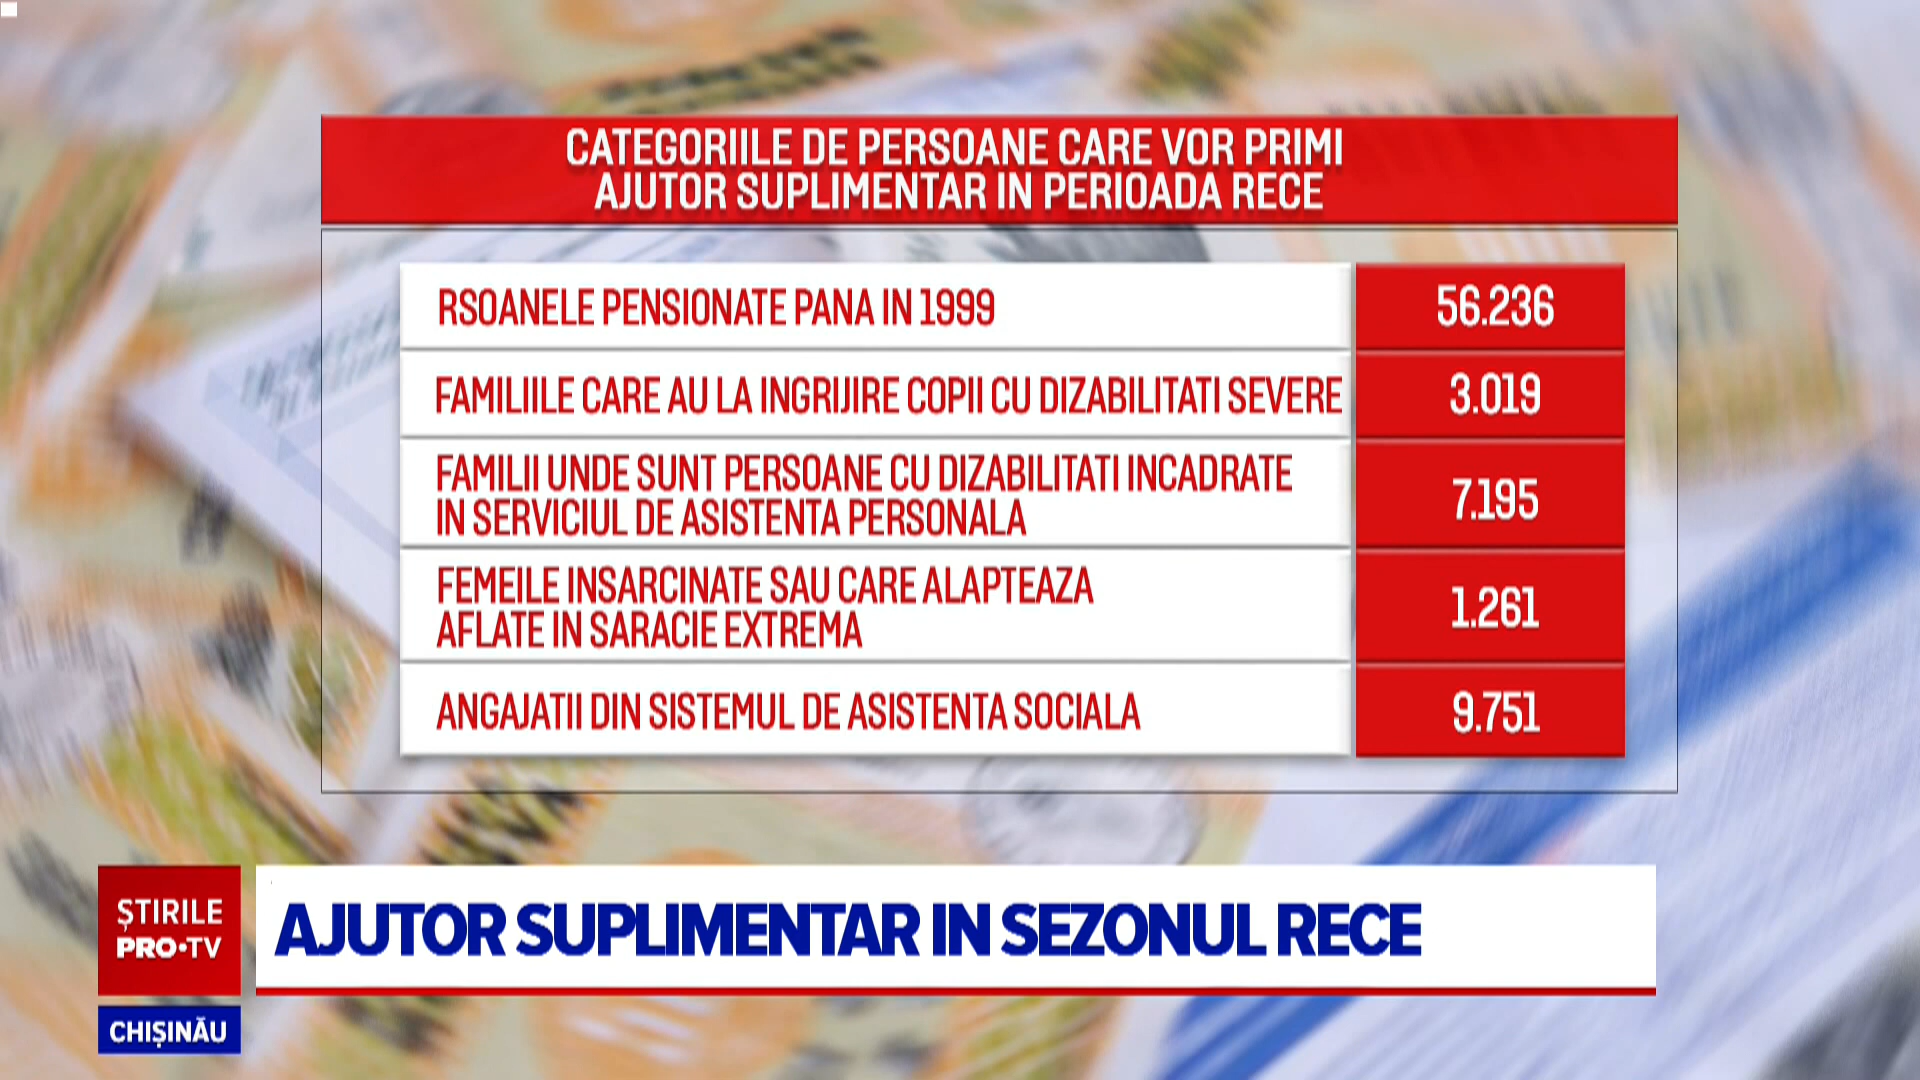 CATEGORIILE DE PERSOANE CARE VOR PRIMI
AJUTOR SUPLIMENTAR IN PERIOADA RECE
RSOANELE PENSIONATE PANA IN 1999
56.236
FAMILIILE CARE AU LA INGRIJIRE COPII CU DIZABILITATI SEVERE
3.019
FAMILII UNDE SUNT PERSOANE CU DIZABILITATI INCADRATE
IN SERVICIUL DE ASISTENTA PERSONALA
7.195
FEMEILE INSARCINATE SAU CARE ALAPTEAZA
AFLATE IN SARACIE EXTREMA
1.261
ANGAJATII DIN SISTEMUL DE ASISTENTA SOCIALA
9.751
ȘTIRILE
PRO•TV
CHIȘINĂU
AJUTOR SUPLIMENTAR IN SEZONUL RECE